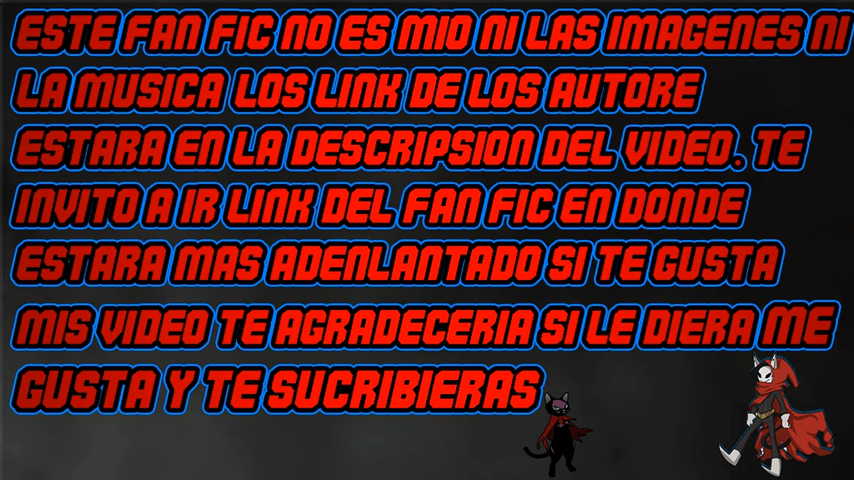 ESTE FAN FIC NO ES MIO NI LAS IMAGENES NI
LA MUSICA LOS LINK DE LOS AUTORE
ESTARA EN LA DESCRIPSION DEL VIDEO. TE
INVITO A IR LINK DEL FAN FIC EN DONDE
ESTARA MAS ADENLANTADO SI TE GUSTA
MIS VIDEO TE AGRADECERIA SI LE DIERA ME
GUSTA Y TE SUCRIBIERAS